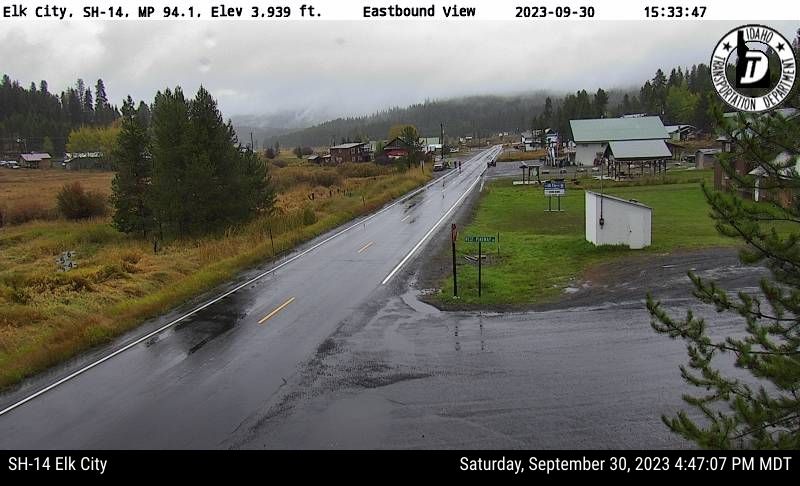 Elk City, SH-14, MP 94.1, Elev 3,939 ft. Eastbound View 2023-09-30 15:33:47
IDAHO
TRANSPORTATION DEPARTMENT
SH-14 Elk City Saturday, September 30, 2023 4:47:07 PM MDT